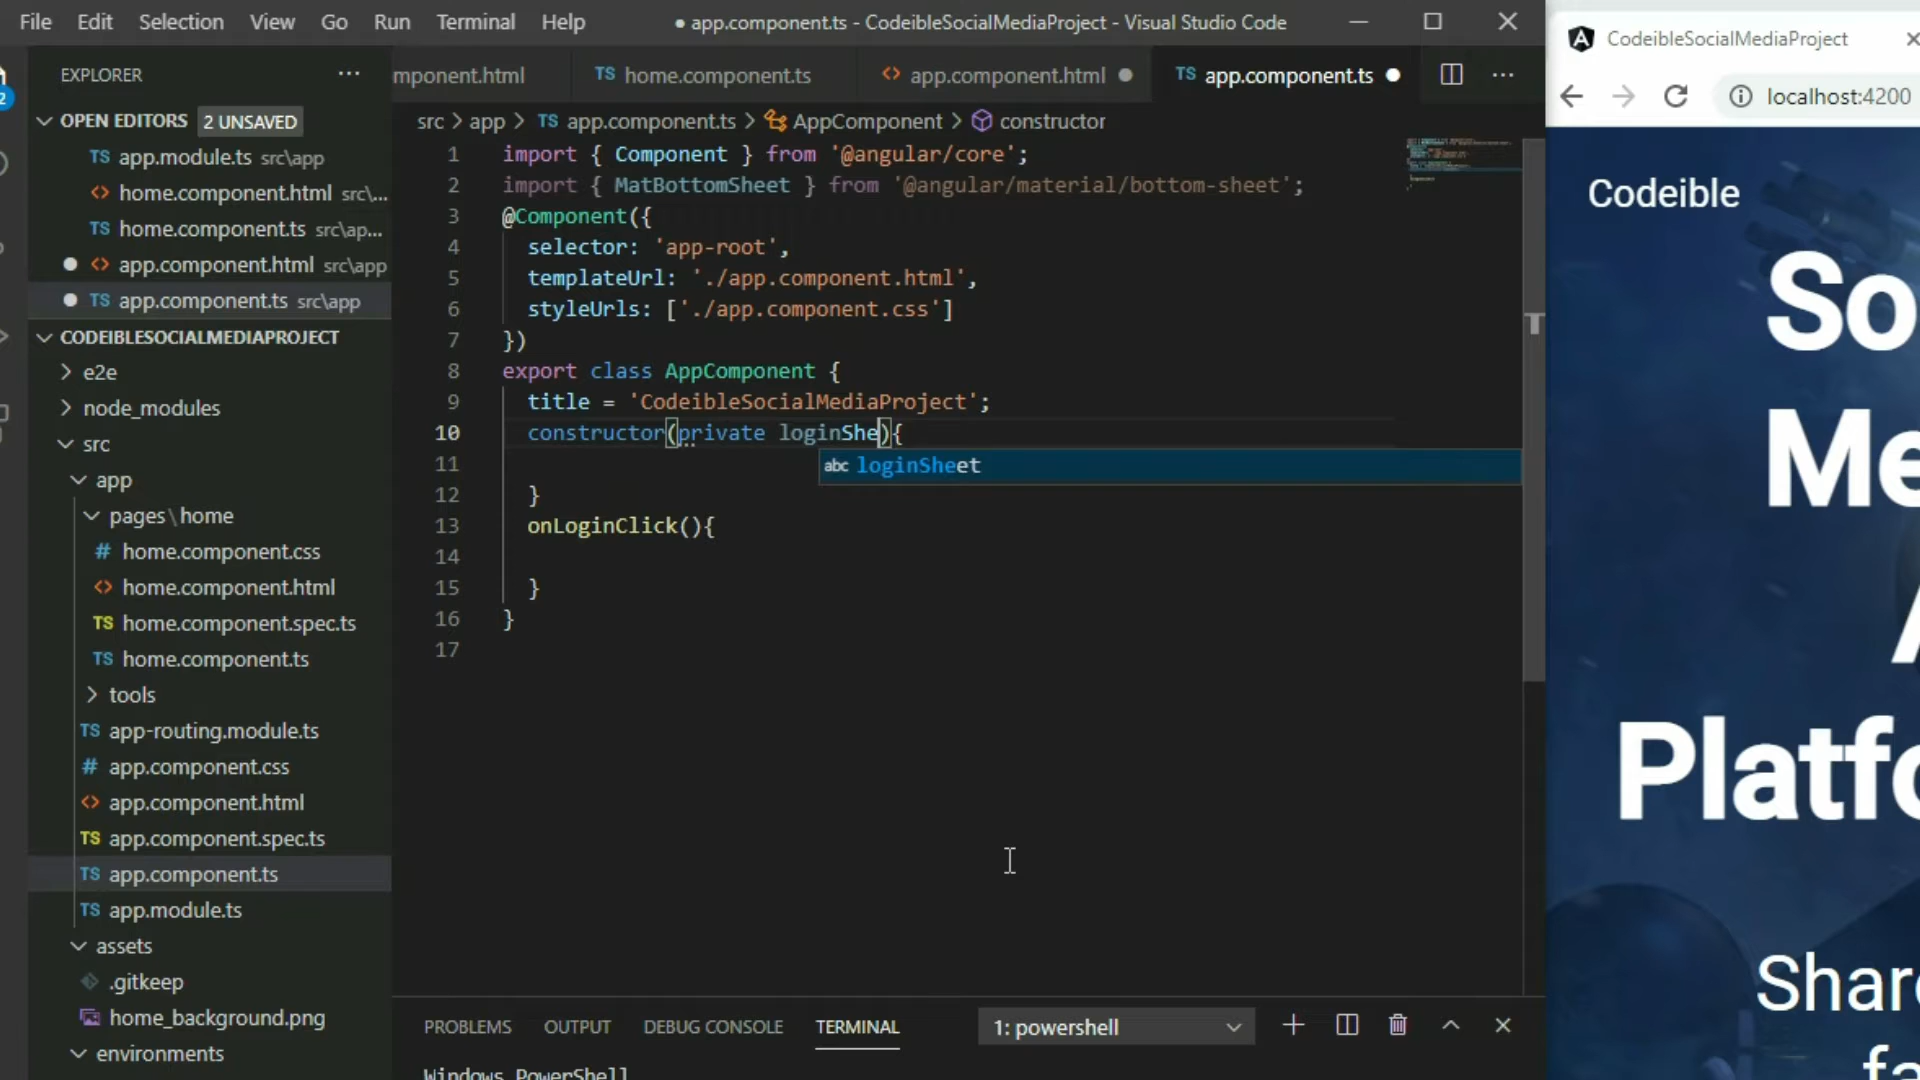 File Edit Selection View Go Run Terminal Help
● app.component.ts - CodeibleSocialMediaProject - Visual Studio Code
EXPLORER
OPEN EDITORS 2 UNSAVED
TS app.module.ts src\app
<> home.component.html src\...
TS home.component.ts src\ap...
<> app.component.html src\app
TS app.component.ts src\app
CODEIBLESOCIALMEDIAPROJECT
e2e
node_modules
src
app
pages\home
# home.component.css
<> home.component.html
TS home.component.spec.ts
TS home.component.ts
tools
TS app-routing.module.ts
# app.component.css
<> app.component.html
TS app.component.spec.ts
TS app.component.ts
TS app.module.ts
assets
.gitkeep
home_background.png
environments
2
mponent.html
TS home.component.ts
<> app.component.html
TS app.component.ts
src > app > TS app.component.ts > AppComponent > constructor
1 import { Component } from '@angular/core';
2 import { MatBottomSheet } from '@angular/material/bottom-sheet';
3 @Component({
4 selector: 'app-root',
5 templateUrl: './app.component.html',
6 styleUrls: ['./app.component.css']
7 })
8 export class AppComponent {
9 title = 'CodeibleSocialMediaProject';
10 constructor(private loginShe){
abc loginSheet
11
12 }
13 onLoginClick(){
14
15 }
16 }
17
PROBLEMS OUTPUT DEBUG CONSOLE TERMINAL
1: powershell
Windows PowerShell
CodeibleSocialMediaProject
localhost:4200
Codeible
So
Me
A
Platfo
Share
fa